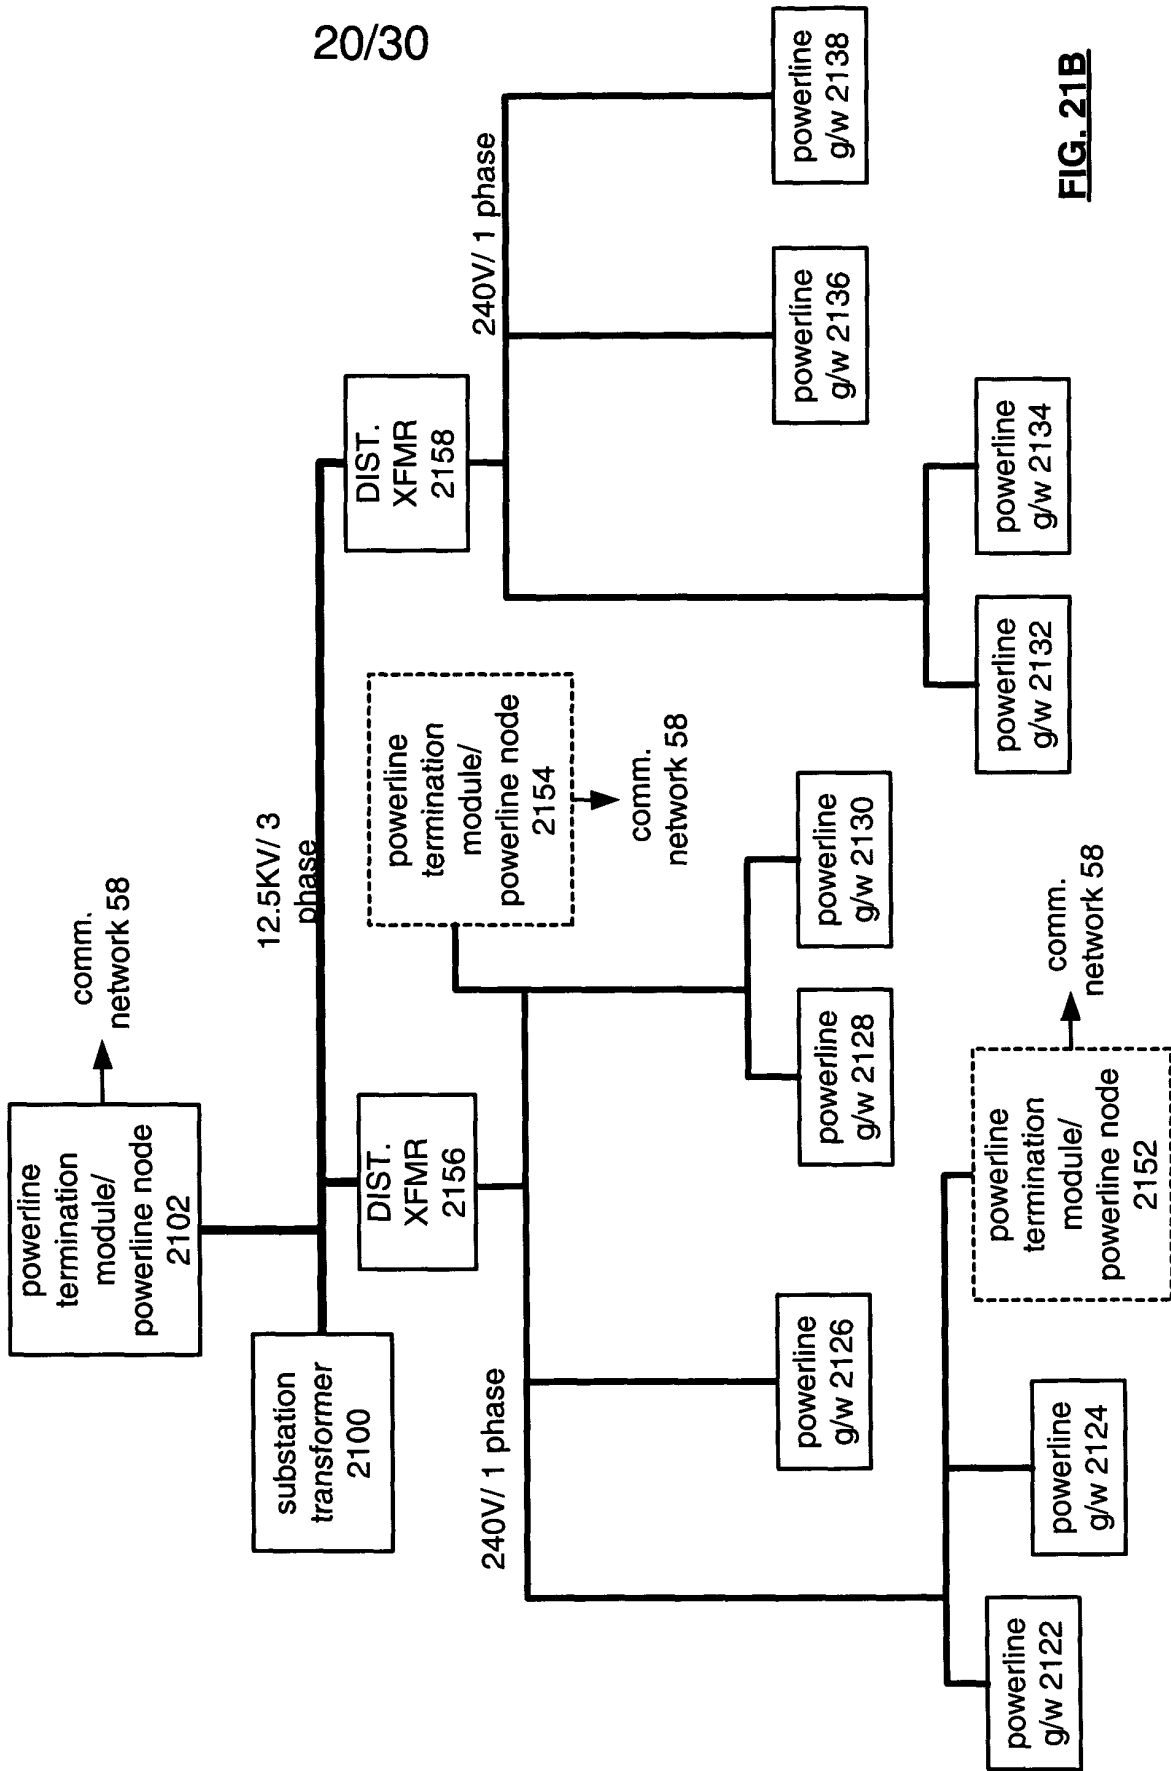 20/30
powerline
termination
module/
powerline node
2102
comm.
network 58
substation
transformer
2100
12.5KV/ 3
phase
DIST.
XFMR
2156
DIST.
XFMR
2158
240V/ 1 phase
240V/ 1 phase
powerline
termination
module/
powerline node
2154
comm.
network 58
powerline
g/w 2126
powerline
g/w 2128
powerline
g/w 2130
powerline
g/w 2136
powerline
g/w 2138
powerline
g/w 2122
powerline
g/w 2124
powerline
termination
module/
powerline node
2152
comm.
network 58
powerline
g/w 2132
powerline
g/w 2134
FIG. 21B